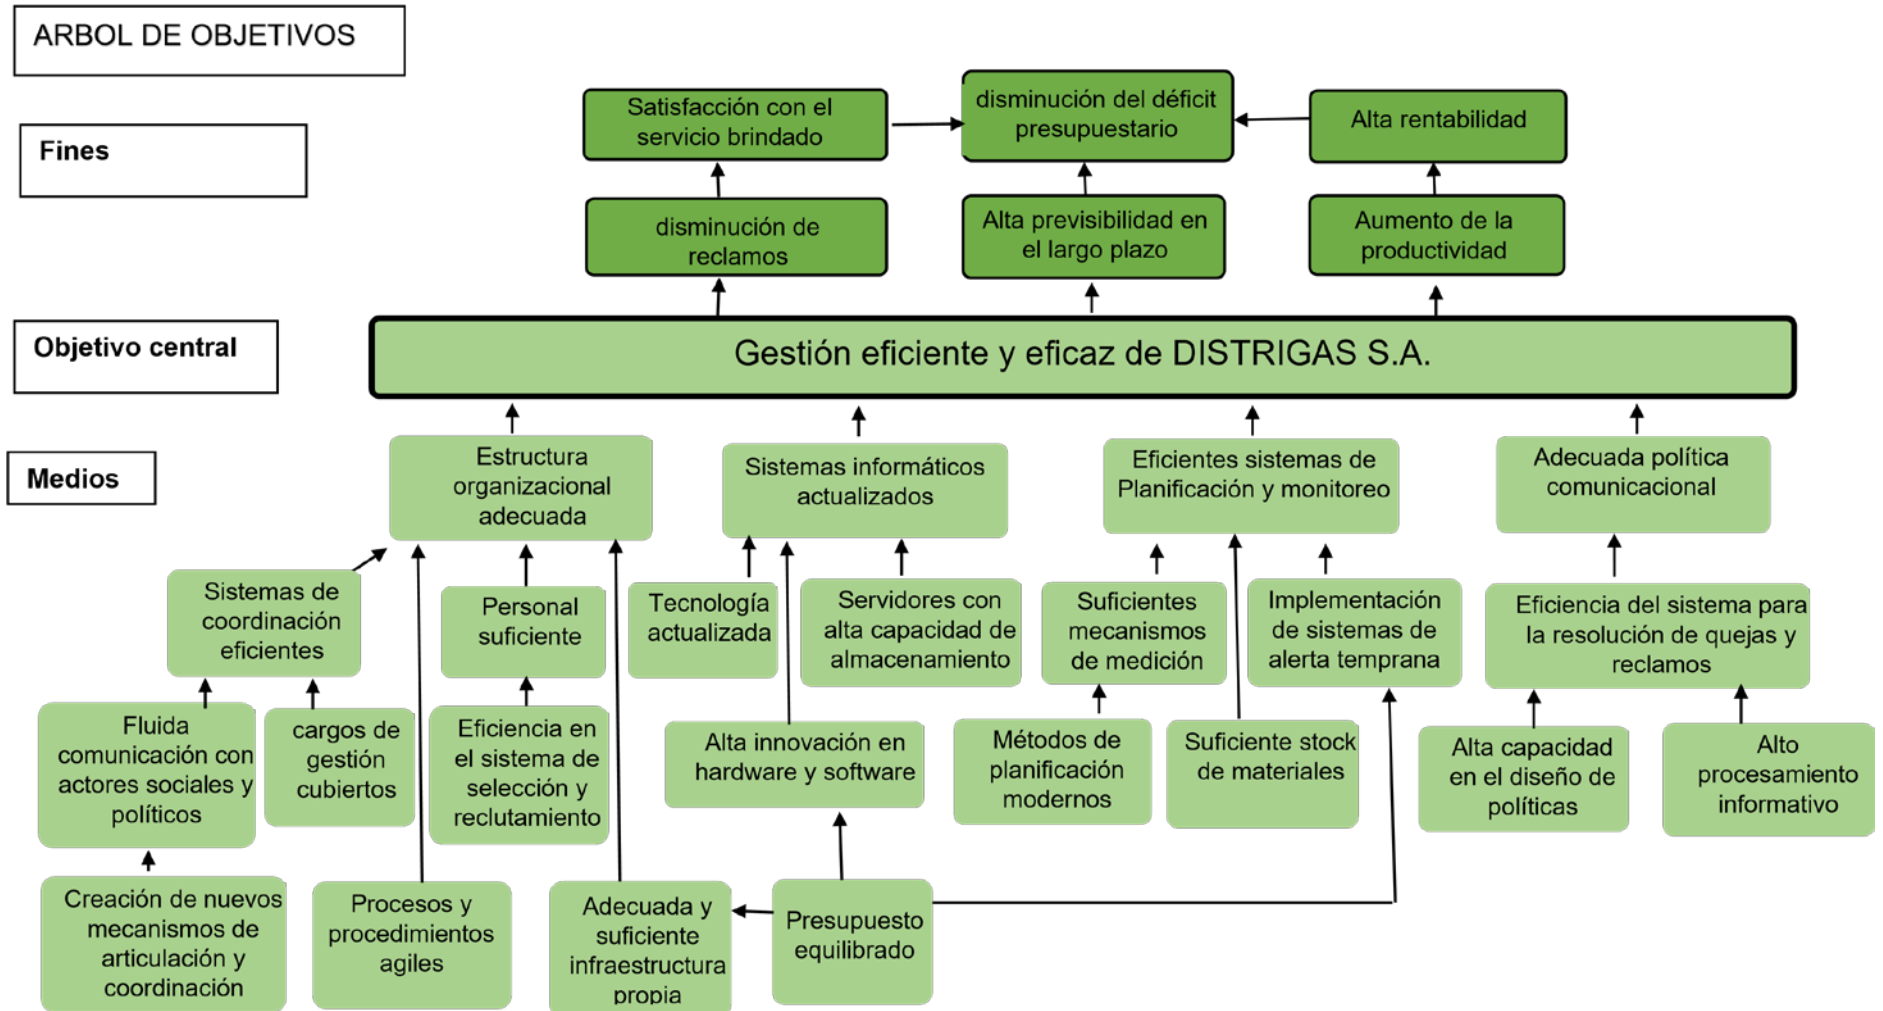 ARBOL DE OBJETIVOS
Fines
Satisfacción con el
servicio brindado
disminución del déficit
presupuestario
Alta rentabilidad
disminución de
reclamos
Alta previsibilidad en
el largo plazo
Aumento de la
productividad
Objetivo central
Gestión eficiente y eficaz de DISTRIGAS S.A.
Medios
Estructura
organizacional
adecuada
Sistemas informáticos
actualizados
Eficientes sistemas de
Planificación y monitoreo
Adecuada política
comunicacional
Sistemas de
coordinación
eficientes
Personal
suficiente
Tecnología
actualizada
Servidores con
alta capacidad de
almacenamiento
Suficientes
mecanismos
de medición
Implementación
de sistemas de
alerta temprana
Eficiencia del sistema para
la resolución de quejas y
reclamos
Fluida
comunicación con
actores sociales y
políticos
cargos de
gestión
cubiertos
Eficiencia en
el sistema de
selección y
reclutamiento
Alta innovación en
hardware y software
Métodos de
planificación
modernos
Suficiente stock
de materiales
Alta capacidad
en el diseño de
políticas
Alto
procesamiento
informativo
Creación de nuevos
mecanismos de
articulación y
coordinación
Procesos y
procedimientos
agiles
Adecuada y
suficiente
infraestructura
propia
Presupuesto
equilibrado